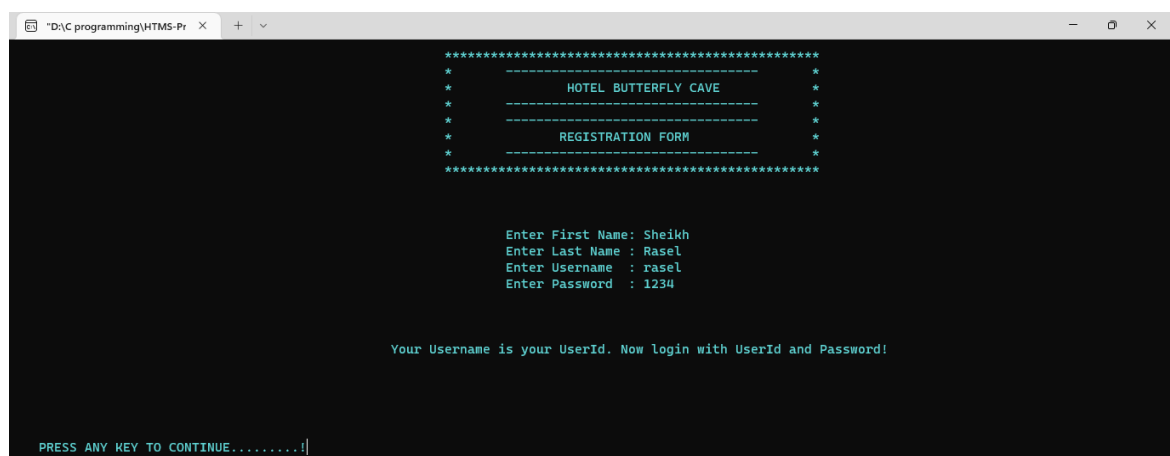 "D:\C programming\HTMS-Pr
*************************************************
* --------------------------------- *
* HOTEL BUTTERFLY CAVE *
* --------------------------------- *
* --------------------------------- *
* REGISTRATION FORM *
* --------------------------------- *
*************************************************
Enter First Name: Sheikh
Enter Last Name : Rasel
Enter Username : rasel
Enter Password : 1234
Your Username is your UserId. Now login with UserId and Password!
PRESS ANY KEY TO CONTINUE.........!